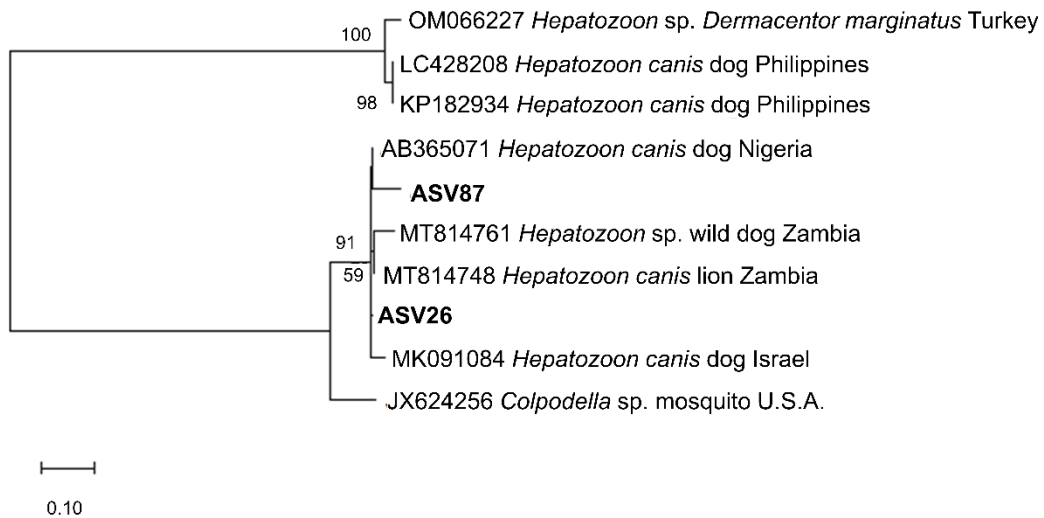 OM066227 Hepatozoon sp. Dermacentor marginatus Turkey
100
LC428208 Hepatozoon canis dog Philippines
98
KP182934 Hepatozoon canis dog Philippines
AB365071 Hepatozoon canis dog Nigeria
ASV87
MT814761 Hepatozoon sp. wild dog Zambia
91
59
MT814748 Hepatozoon canis lion Zambia
ASV26
MK091084 Hepatozoon canis dog Israel
JX624256 Colpodella sp. mosquito U.S.A.
0.10